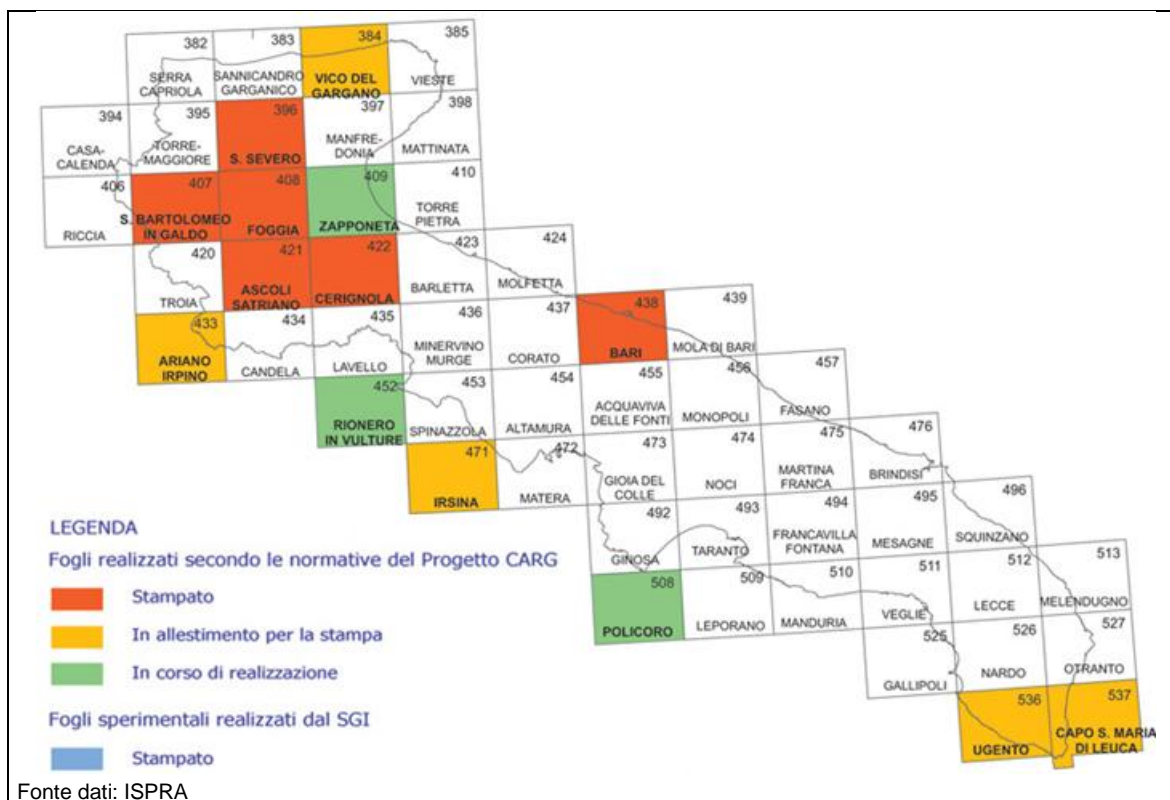 382
383
384
385
SERRA
CAPRIOLA
SANNICANDRO
GARGANICO
VICO DEL
GARGANO
VIESTE
394
395
396
397
398
CASA-
CALENDA
TORRE-
MAGGIORE
S. SEVERO
MANFRE-
DONIA
MATTINATA
406
407
408
409
410
RICCIA
S. BARTOLOMEO
IN GALDO
FOGGIA
ZAPPONETA
TORRE
PIETRA
420
421
422
423
424
TROIA
ASCOLI
SATRIANO
CERIGNOLA
BARLETTA
MOLFETTA
433
434
435
436
437
438
439
ARIANO
IRPINO
CANDELA
LAVELLO
MINERVINO
MURGE
CORATO
BARI
MOLA DI BARI
452
453
454
455
456
457
RIONERO
IN VULTURE
SPINAZZOLA
ALTAMURA
ACQUAVIVA
DELLE FONTI
MONOPOLI
FASANO
471
472
473
474
475
476
IRSINA
MATERA
GIOIA DEL
COLLE
NOCI
MARTINA
FRANCA
BRINDISI
492
493
494
495
496
GINOSA
TARANTO
FRANCAVILLA
FONTANA
MESAGNE
SQUINZANO
508
509
510
511
512
513
POLICORO
LEPORANO
MANDURIA
VEGLIE
LECCE
MELENDUGNO
525
526
527
GALLIPOLI
NARDO
OTRANTO
536
537
UGENTO
CAPO S. MARIA
DI LEUCA
LEGENDA
Fogli realizzati secondo le normative del Progetto CARG
Stampato
In allestimento per la stampa
In corso di realizzazione
Fogli sperimentali realizzati dal SGI
Stampato
Fonte dati: ISPRA